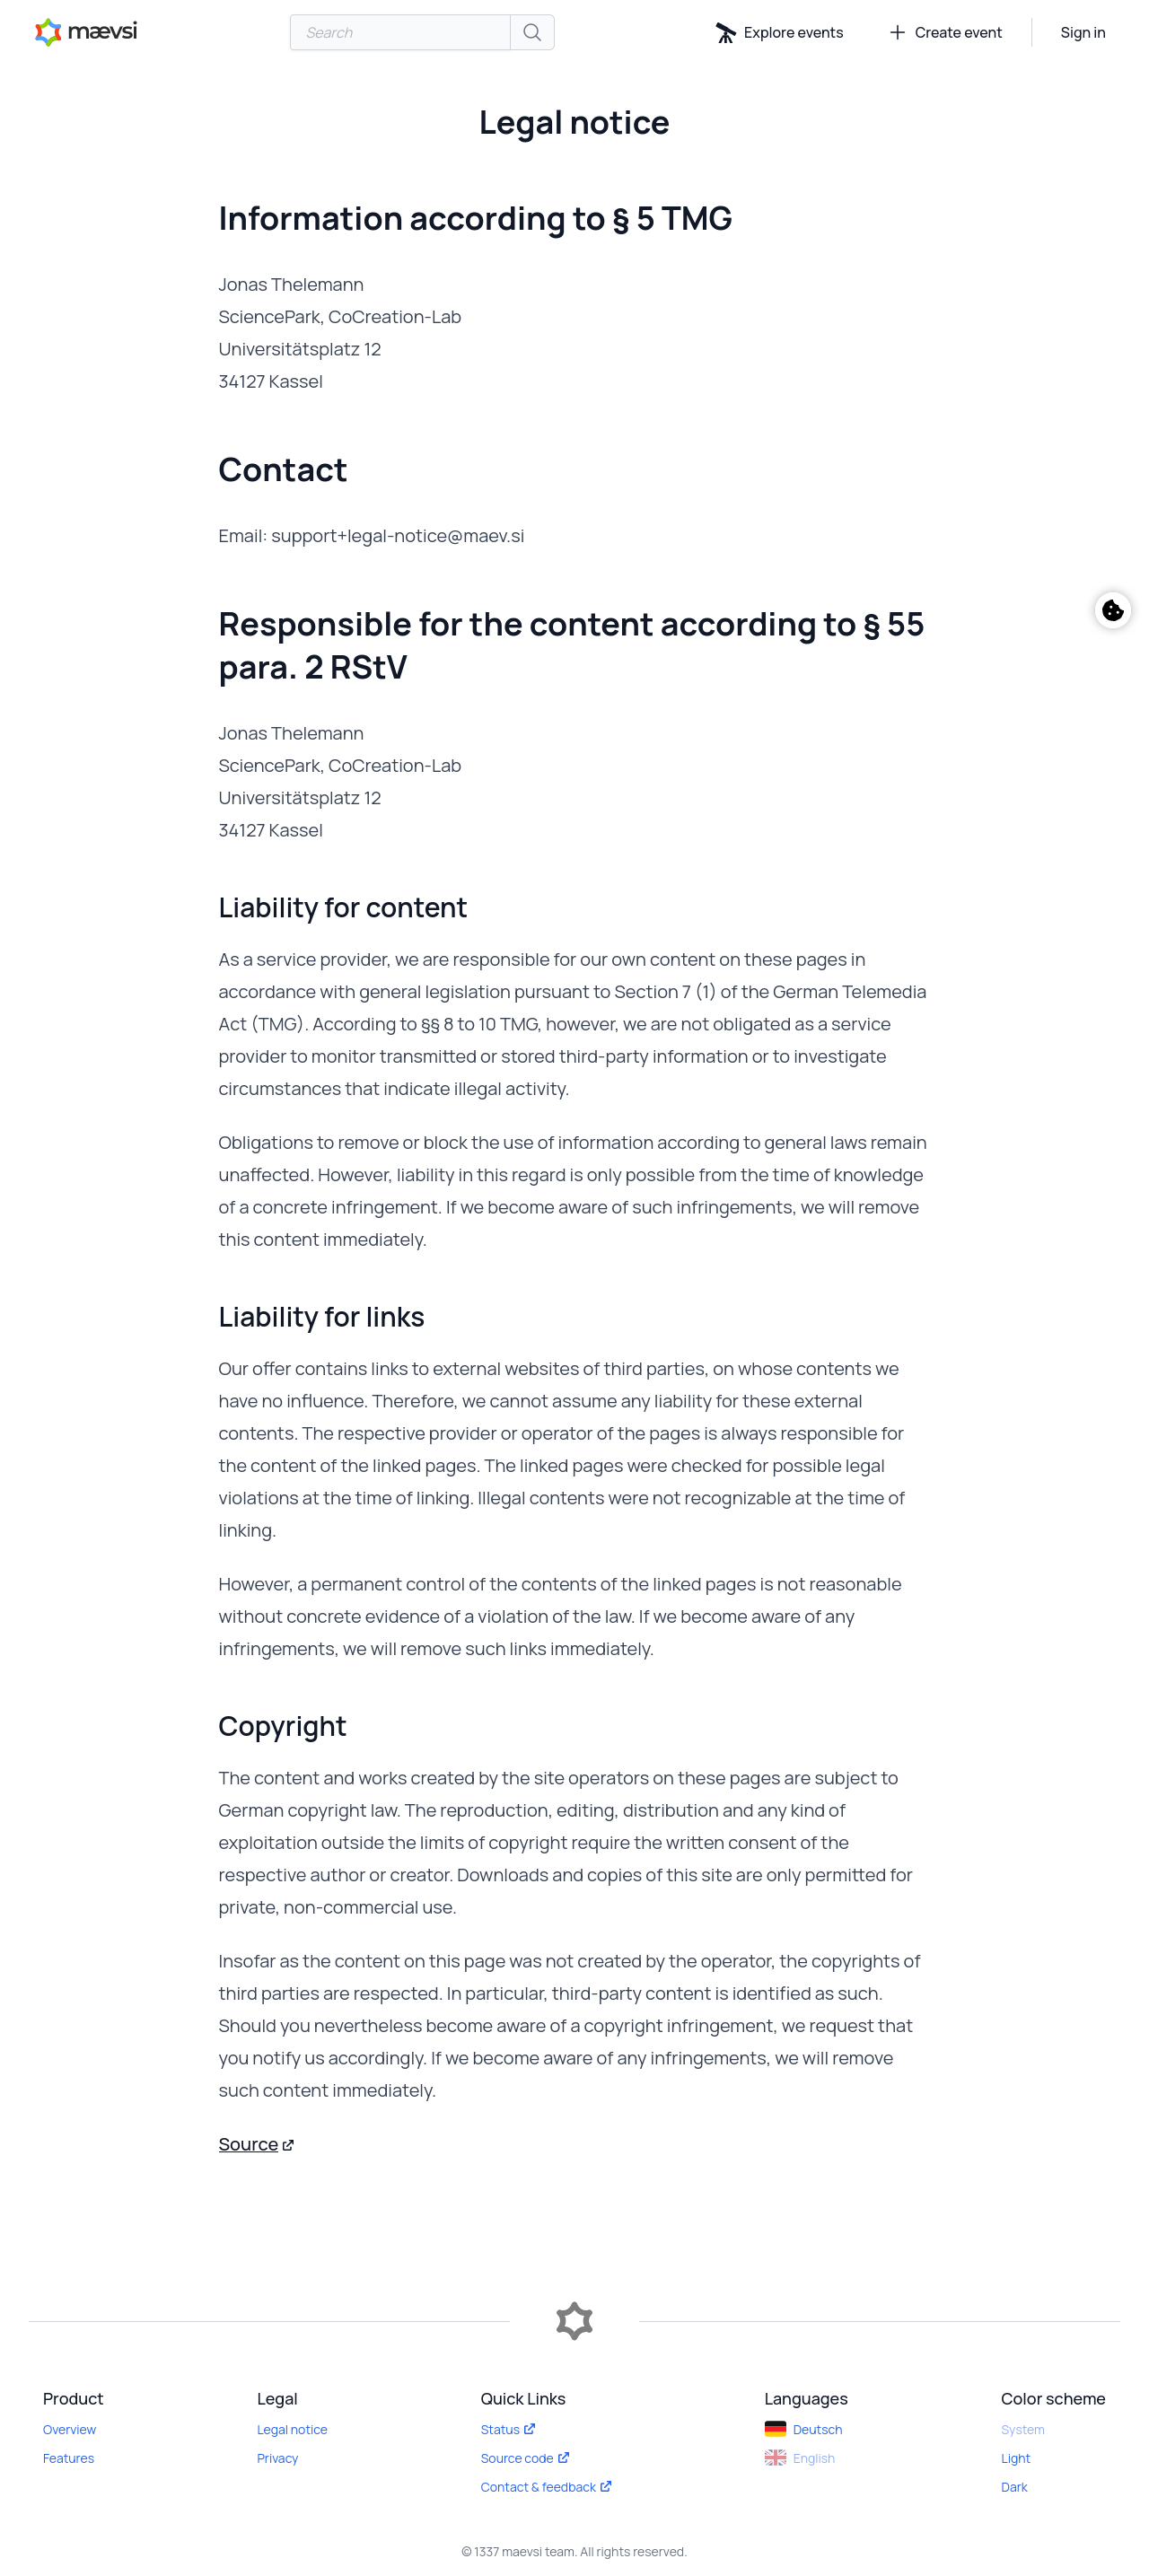 mævsi
Search
Explore events
Create event
Sign in
Legal notice
Information according to § 5 TMG
Jonas Thelemann
SciencePark, CoCreation-Lab
Universitätsplatz 12
34127 Kassel
Contact
Email: support+legal-notice@maev.si
Responsible for the content according to § 55
para. 2 RStV
Jonas Thelemann
SciencePark, CoCreation-Lab
Universitätsplatz 12
34127 Kassel
Liability for content
As a service provider, we are responsible for our own content on these pages in
accordance with general legislation pursuant to Section 7 (1) of the German Telemedia
Act (TMG). According to §§ 8 to 10 TMG, however, we are not obligated as a service
provider to monitor transmitted or stored third-party information or to investigate
circumstances that indicate illegal activity.
Obligations to remove or block the use of information according to general laws remain
unaffected. However, liability in this regard is only possible from the time of knowledge
of a concrete infringement. If we become aware of such infringements, we will remove
this content immediately.
Liability for links
Our offer contains links to external websites of third parties, on whose contents we
have no influence. Therefore, we cannot assume any liability for these external
contents. The respective provider or operator of the pages is always responsible for
the content of the linked pages. The linked pages were checked for possible legal
violations at the time of linking. Illegal contents were not recognizable at the time of
linking.
However, a permanent control of the contents of the linked pages is not reasonable
without concrete evidence of a violation of the law. If we become aware of any
infringements, we will remove such links immediately.
Copyright
The content and works created by the site operators on these pages are subject to
German copyright law. The reproduction, editing, distribution and any kind of
exploitation outside the limits of copyright require the written consent of the
respective author or creator. Downloads and copies of this site are only permitted for
private, non-commercial use.
Insofar as the content on this page was not created by the operator, the copyrights of
third parties are respected. In particular, third-party content is identified as such.
Should you nevertheless become aware of a copyright infringement, we request that
you notify us accordingly. If we become aware of any infringements, we will remove
such content immediately.
Source
Product
Overview
Features
Legal
Legal notice
Privacy
Quick Links
Status
Source code
Contact & feedback
Languages
Deutsch
English
Color scheme
System
Light
Dark
© 1337 maevsi team. All rights reserved.